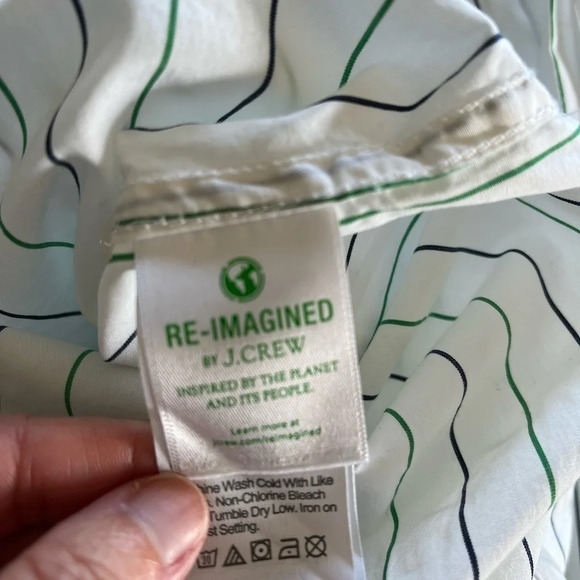 RE-IMAGINED
BY J.CREW
INSPIRED BY THE PLANET
AND ITS PEOPLE.
Learn more at
jcrew.com/reimagined
Wash Cold With Like
Non-Chlorine Bleach
Tumble Dry Low. Iron on
Setting.